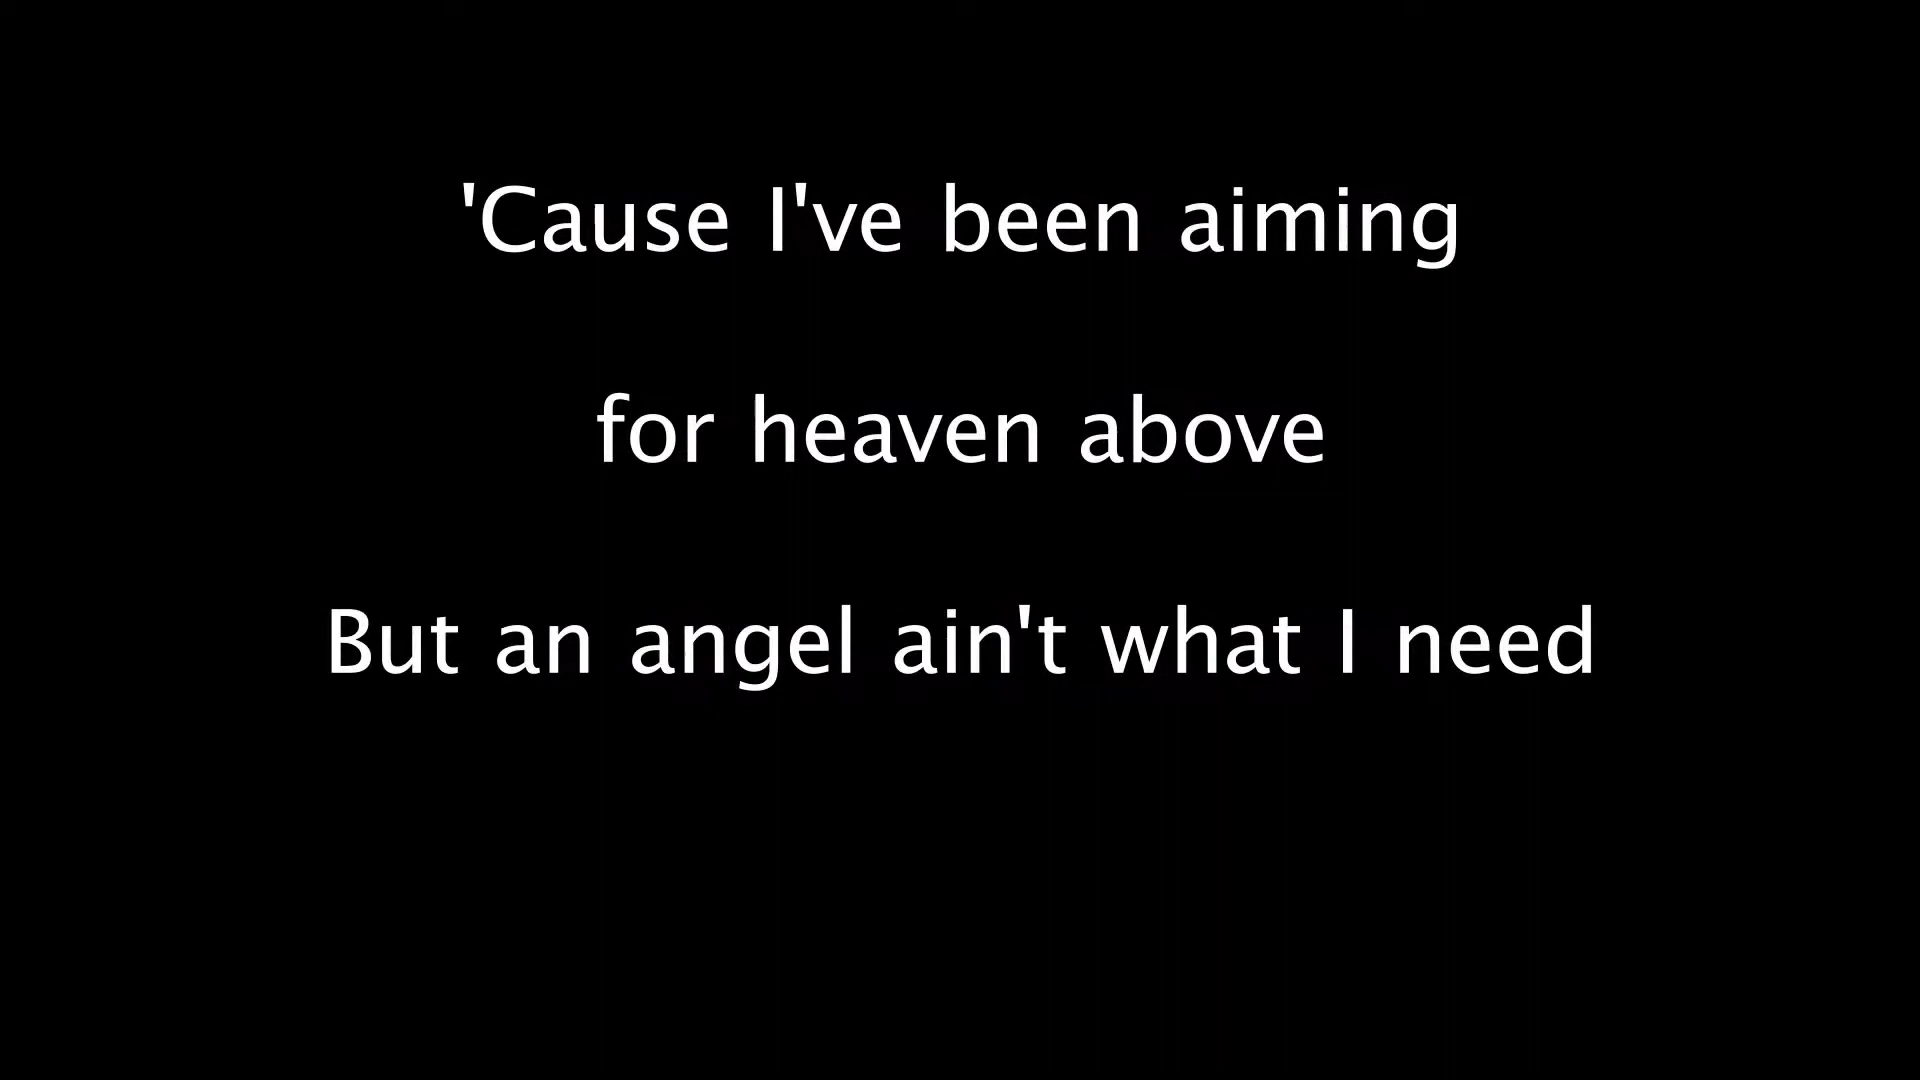 'Cause I've been aiming
for heaven above
But an angel ain't what I need